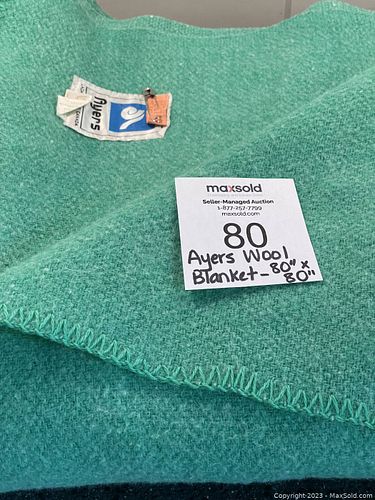 Ayers
maxsold
Seller-Managed Auction
1-877-257-7799
maxsold.com
80
Ayers Wool
Blanket - 80" x
80"
Copyright ©2023 - MaxSold.com